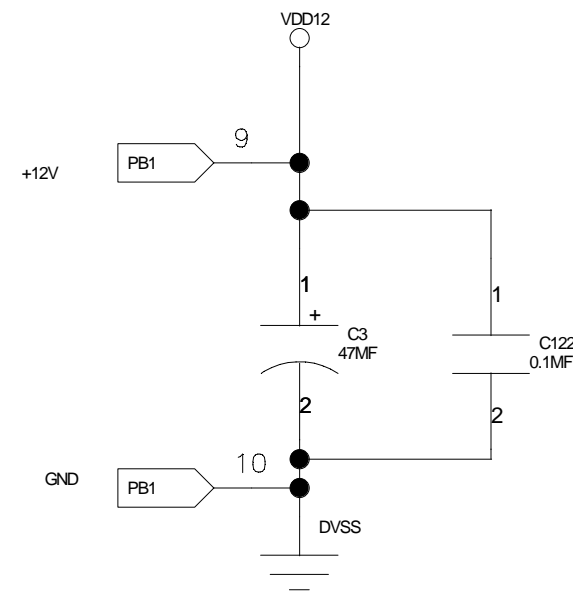 VDD12
9
+12V
PB1
1
+
C3
47MF
1
C122
0.1MF
2
2
10
GND
PB1
DVSS